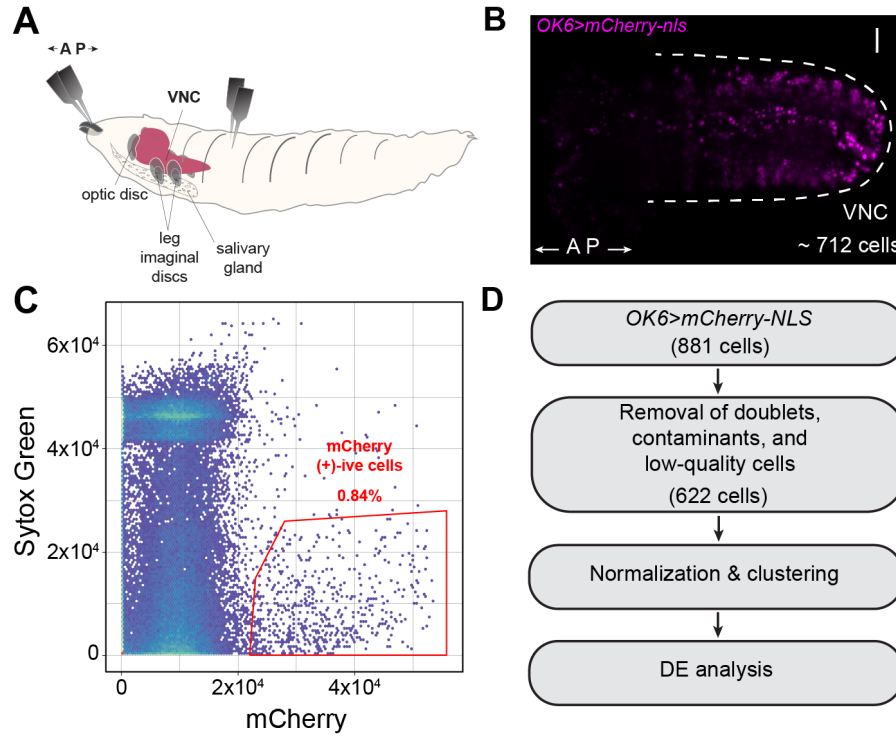 A
A P
VNC
optic disc
leg
imaginal
discs
salivary
gland
B
OK6>mCherry-nls
VNC
A P
~ 712 cells
C
6x10⁴
4x10⁴
2x10⁴
0
Sytox Green
mCherry
(+)-ive cells
0.84%
0
2x10⁴
4x10⁴
mCherry
D
OK6>mCherry-NLS
(881 cells)
Removal of doublets,
contaminants, and
low-quality cells
(622 cells)
Normalization & clustering
DE analysis